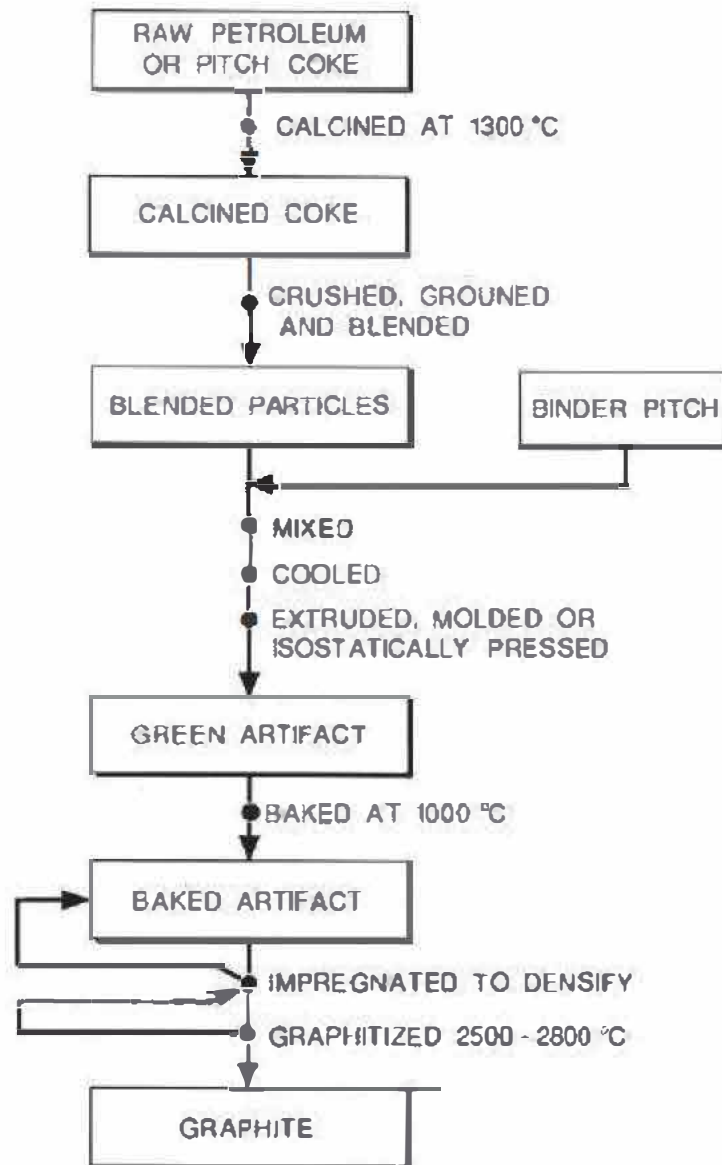 RAW PETROLEUM
OR PITCH COKE
CALCINED AT 1300 °C
CALCINED COKE
CRUSHED, GROUNED
AND BLENDED
BLENDED PARTICLES
BINDER PITCH
MIXED
COOLED
EXTRUDED, MOLDED OR
ISOSTATICALLY PRESSED
GREEN ARTIFACT
BAKED AT 1000 °C
BAKED ARTIFACT
IMPREGNATED TO DENSIFY
GRAPHITIZED 2500 - 2800 °C
GRAPHITE